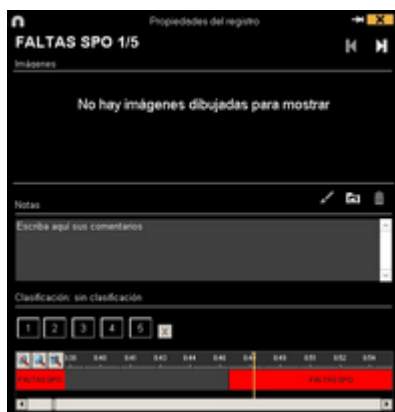 Propiedades del registro
FALTAS SPO 1/5
Imágenes
No hay imágenes dibujadas para mostrar
Notas
Escriba aquí sus comentarios
Clasificación: sin clasificación
1 2 3 4 5 X
FALTAS SPO FALTAS SPO